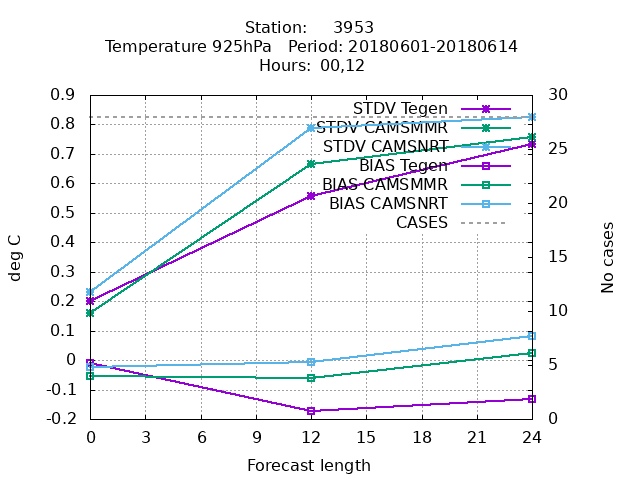 Station:     3953
Temperature 925hPa   Period: 20180601-20180614
Hours:  00,12
0.9
0.8
0.7
0.6
0.5
0.4
0.3
0.2
0.1
0
-0.1
-0.2
30
25
20
15
10
5
0
STDV Tegen
STDV CAMSMMR
STDV CAMSNRT
BIAS Tegen
BIAS CAMSMMR
BIAS CAMSNRT
CASES
deg C
No cases
0 3 6 9 12 15 18 21 24
Forecast length